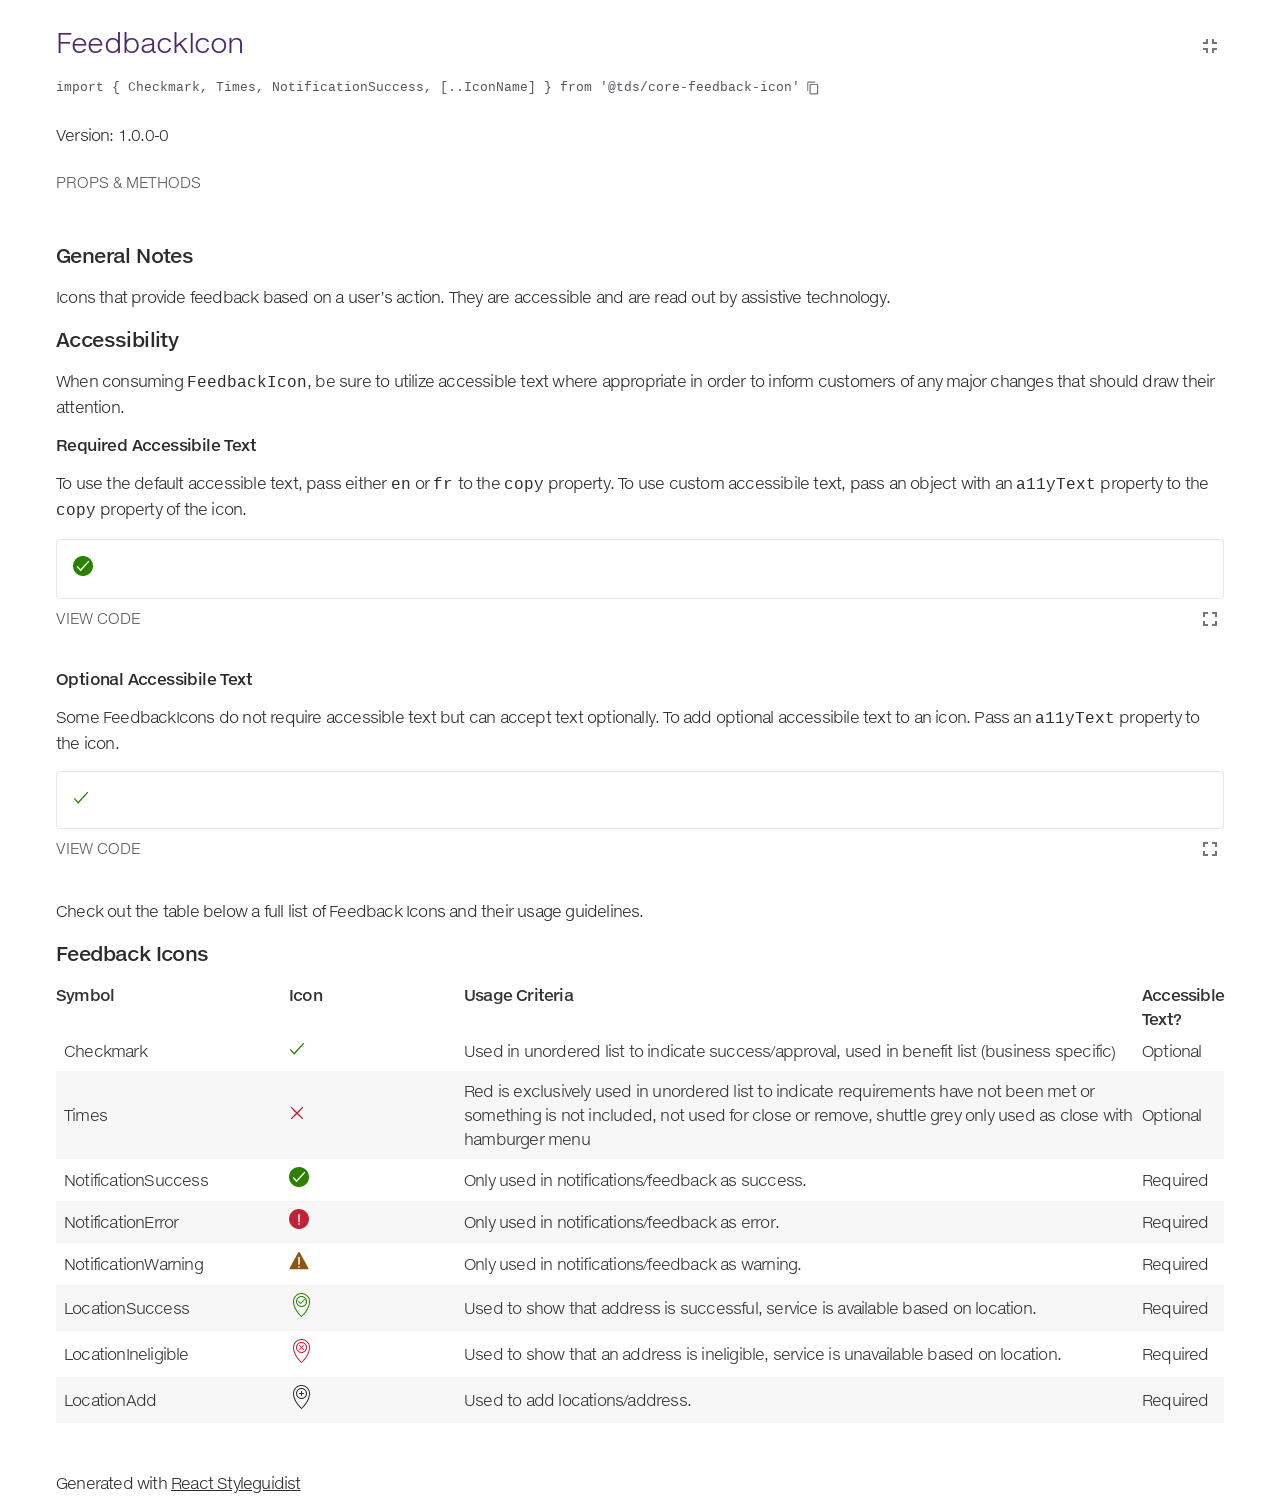 FeedbackIcon
import { Checkmark, Times, NotificationSuccess, [..IconName] } from '@tds/core-feedback-icon'
Version: 1.0.0-0
PROPS & METHODS
General Notes
Icons that provide feedback based on a user’s action. They are accessible and are read out by assistive technology.
Accessibility
When consuming FeedbackIcon, be sure to utilize accessible text where appropriate in order to inform customers of any major changes that should draw their
attention.
Required Accessibile Text
To use the default accessible text, pass either en or fr to the copy property. To use custom accessible text, pass an object with an a11yText property to the
copy property of the icon.
VIEW CODE
Optional Accessibile Text
Some FeedbackIcons do not require accessible text but can accept text optionally. To add optional accessibile text to an icon. Pass an a11yText property to
the icon.
VIEW CODE
Check out the table below a full list of Feedback Icons and their usage guidelines.
Feedback Icons
Symbol Icon Usage Criteria Accessible
Text?
Checkmark Used in unordered list to indicate success/approval, used in benefit list (business specific) Optional
Red is exclusively used in unordered list to indicate requirements have not been met or
Times something is not included, not used for close or remove, shuttle grey only used as close with Optional
hamburger menu
NotificationSuccess Only used in notifications/feedback as success. Required
NotificationError Only used in notifications/feedback as error. Required
NotificationWarning Only used in notifications/feedback as warning. Required
LocationSuccess Used to show that address is successful, service is available based on location. Required
LocationIneligible Used to show that an address is ineligible, service is unavailable based on location. Required
LocationAdd Used to add locations/address. Required
Generated with React Styleguidist